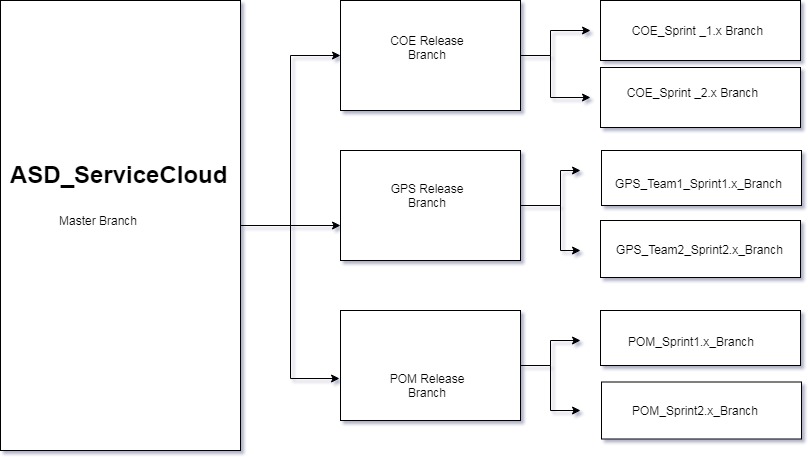 ASD_ServiceCloud
Master Branch
COE Release
Branch
COE_Sprint _1.x Branch
COE_Sprint _2.x Branch
GPS Release
Branch
GPS_Team1_Sprint1.x_Branch
GPS_Team2_Sprint2.x_Branch
POM Release
Branch
POM_Sprint1.x_Branch
POM_Sprint2.x_Branch